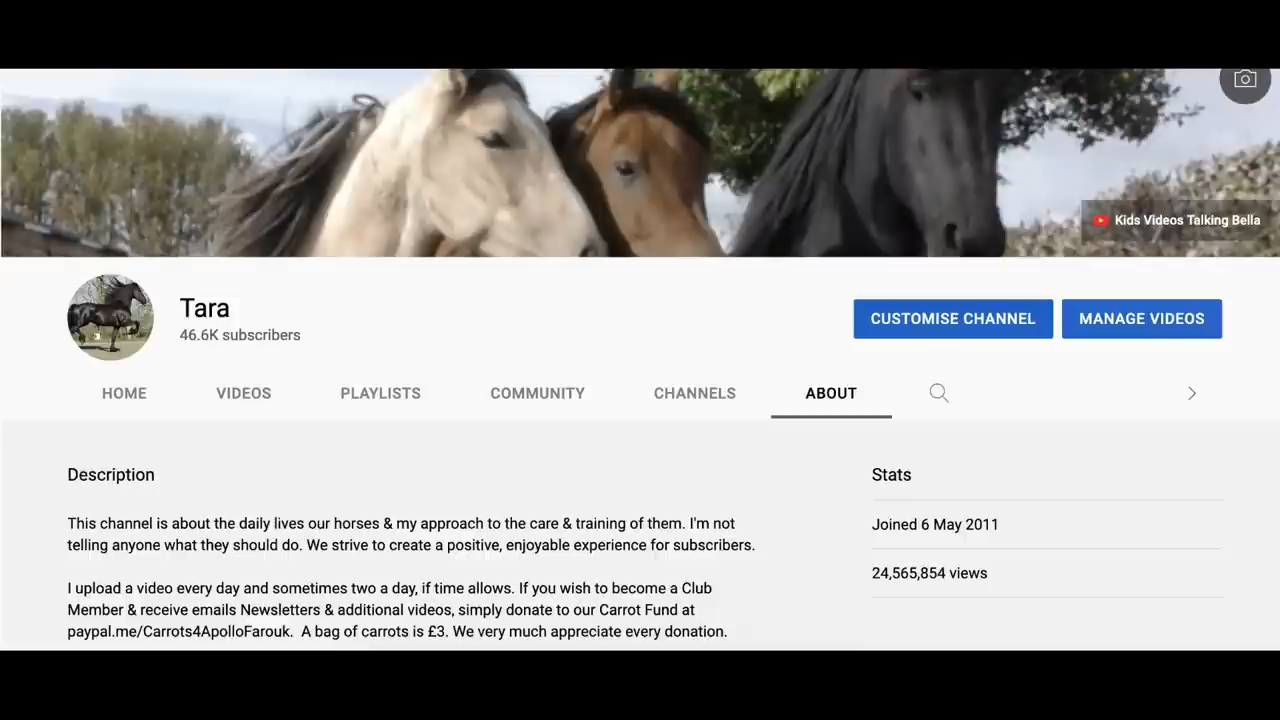 Kids Videos Talking Bella
Tara
46.6K subscribers
CUSTOMISE CHANNEL
MANAGE VIDEOS
HOME
VIDEOS
PLAYLISTS
COMMUNITY
CHANNELS
ABOUT
Description
This channel is about the daily lives our horses & my approach to the care & training of them. I'm not
telling anyone what they should do. We strive to create a positive, enjoyable experience for subscribers.
I upload a video every day and sometimes two a day, if time allows. If you wish to become a Club
Member & receive emails Newsletters & additional videos, simply donate to our Carrot Fund at
paypal.me/Carrots4ApolloFarouk.  A bag of carrots is £3. We very much appreciate every donation.
Stats
Joined 6 May 2011
24,565,854 views